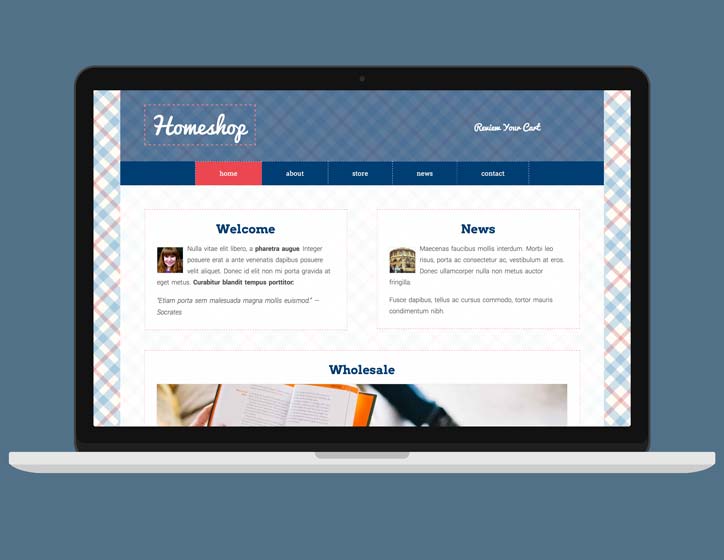 Homeshop
Review Your Cart
home about store news contact
Welcome
Nulla vitae elit libero, a pharetra augue. Integer
posuere erat a ante venenatis dapibus posuere
velit aliquet. Donec id elit non mi porta gravida at
eget metus. Curabitur blandit tempus porttitor.
"Etiam porta sem malesuada magna mollis euismod." —
Socrates
News
Maecenas faucibus mollis interdum. Morbi leo
risus, porta ac consectetur ac, vestibulum at eros.
Donec ullamcorper nulla non metus auctor
fringilla.
Fusce dapibus, tellus ac cursus commodo, tortor mauris
condimentum nibh.
Wholesale